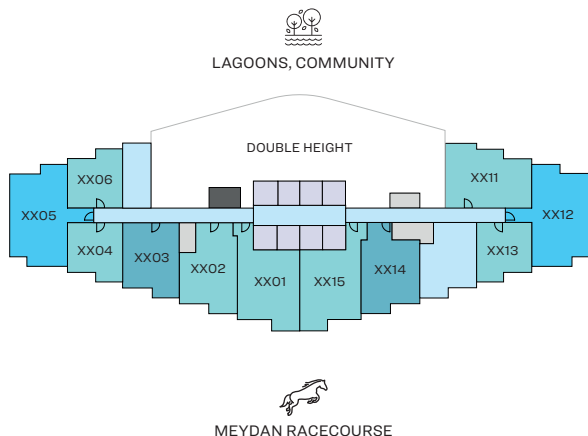 LAGOONS, COMMUNITY
DOUBLE HEIGHT
XX06
XX11
XX05
XX12
XX04
XX03
XX02
XX01
XX15
XX14
XX13
MEYDAN RACECOURSE